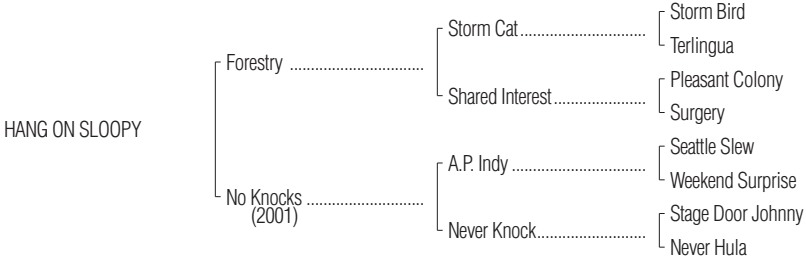 Storm Bird
Storm Cat..............................
Terlingua
Forestry ................................
Pleasant Colony
Shared Interest......................
Surgery
HANG ON SLOOPY
Seattle Slew
A.P. Indy ................................
Weekend Surprise
No Knocks ............................
(2001)
Stage Door Johnny
Never Knock..........................
Never Hula